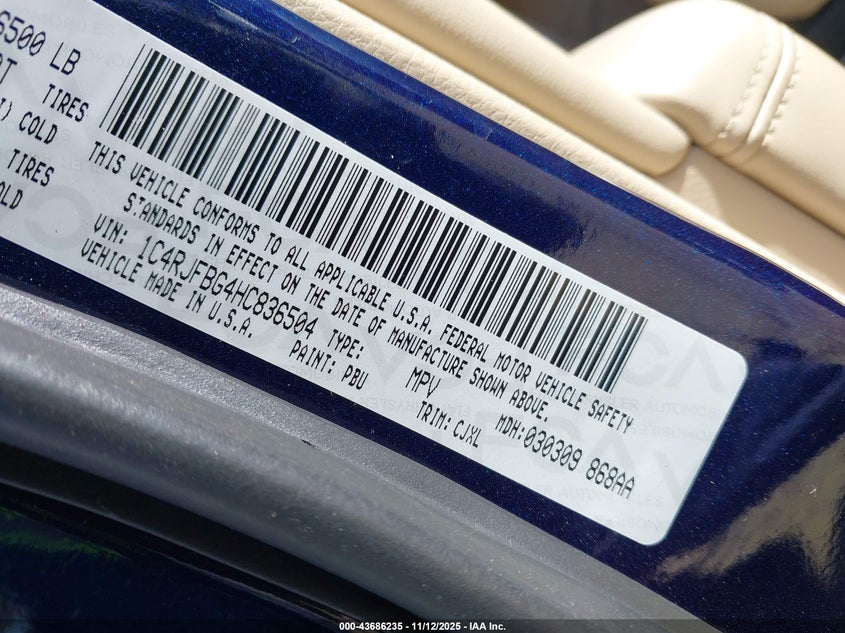 6500 LB
TIRES
COLD
TIRES
COLD
THIS VEHICLE CONFORMS TO ALL APPLICABLE U.S.A. FEDERAL MOTOR VEHICLE SAFETY
STANDARDS IN EFFECT ON THE DATE OF MANUFACTURE SHOWN ABOVE.
VIN: 1C4RJFBG4HC836504 TYPE: MPV MDH:030309 868AA
VEHICLE MADE IN U.S.A. PAINT: PBU TRIM:CJXL
000-43686235 - 11/12/2025 - IAA Inc.